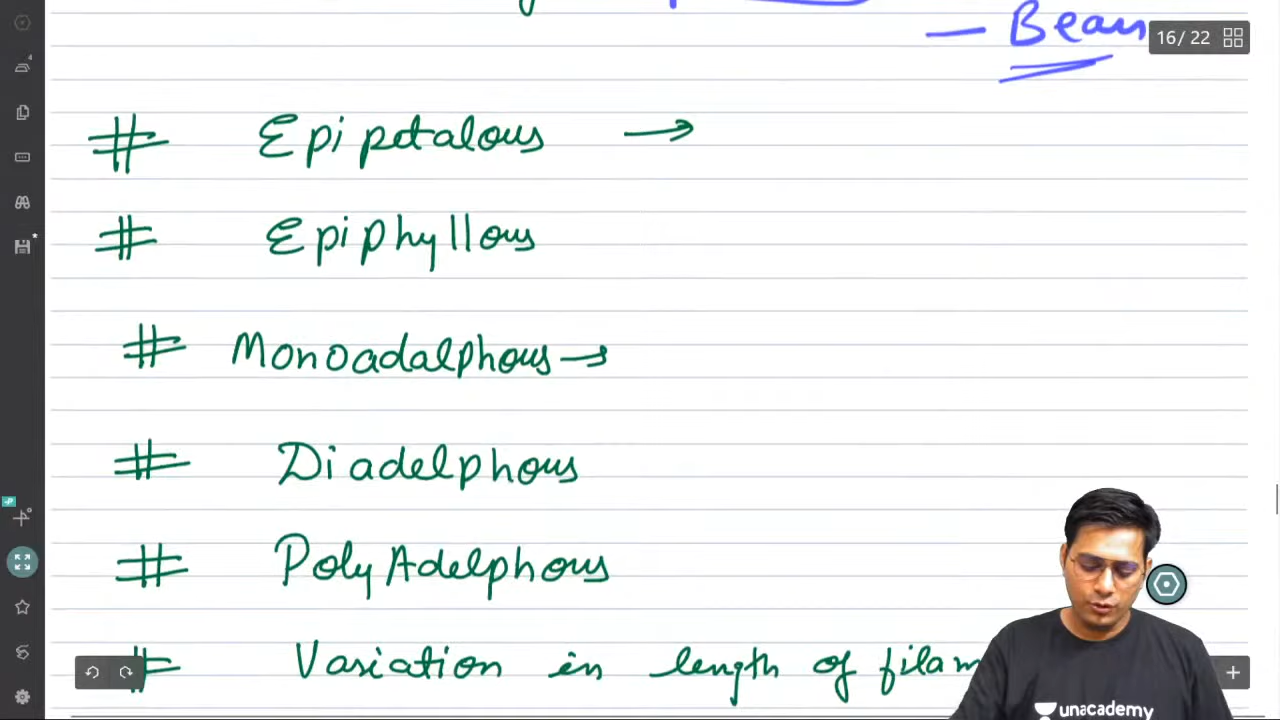 — Bean
16/ 22
# Epipetalous →
# Epiphyllous
# Monoadalphous →
# Diadelphous
# PolyAdelphous
# Variation in length of filam
unacademy